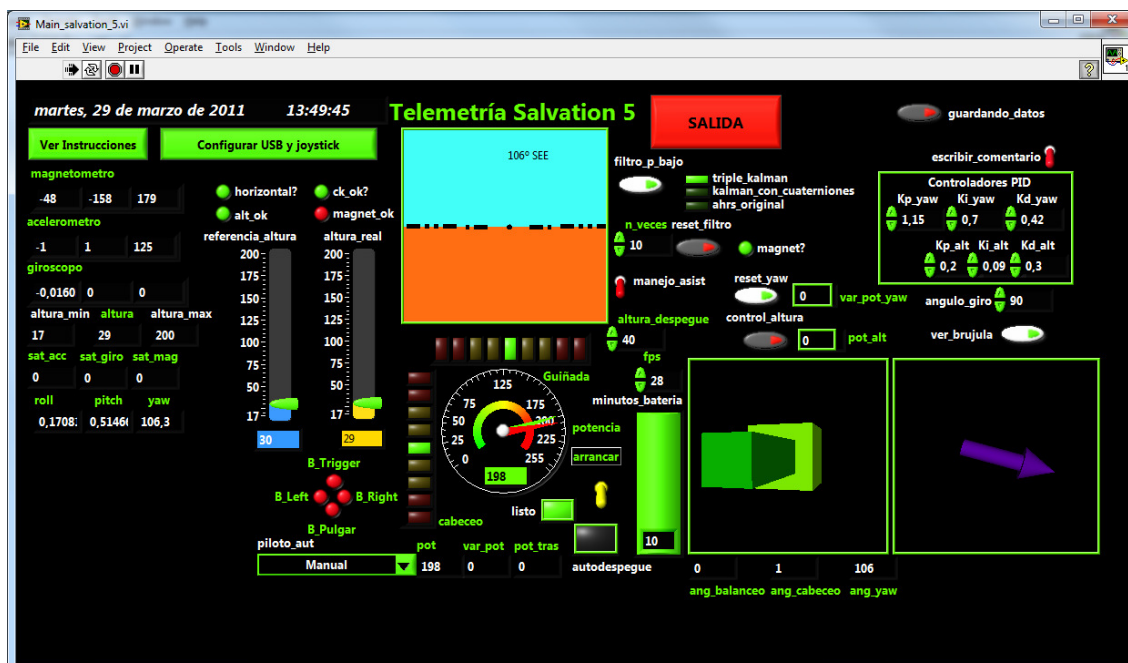 Main_salvation_5.vi
File Edit View Project Operate Tools Window Help
martes, 29 de marzo de 2011 13:49:45 Telemetría Salvation 5
SALIDA
guardando_datos
Ver Instrucciones Configurar USB y joystick
106º SEE
filtro_p_bajo
escribir_comentario
magnetometro
-48 -158 179
horizontal? ck_ok?
alt_ok magnet_ok
triple_kalman
kalman_con_cuaterniones
ahrs_original
Controladores PID
Kp_yaw Ki_yaw Kd_yaw
1,15 0,7 0,42
acelerometro
-1 1 125
referencia_altura altura_real
n_veces reset_filtro
10 magnet?
Kp_alt Ki_alt Kd_alt
0,2 0,09 0,3
giroscopo
-0,0160 0 0
manejo_asist reset_yaw
0 var_pot_yaw
angulo_giro 90
altura_min altura altura_max
17 29 200
altura_despegue control_altura
40 0 pot_alt
ver_brujula
sat_acc sat_giro sat_mag
0 0 0
roll pitch yaw
0,1708 0,5146 106,3
200 200
175 175
150 150
125 125
100 100
75 75
50 50
17 17
30 29
fps
28
Guiñada
minutos_bateria
0 25 50 75 125 175 200 225 255
198
potencia
arrancar
B_Trigger
B_Left B_Right
B_Pulgar
cabeceo
listo
10
piloto_aut
Manual
pot var_pot pot_tras
198 0 0
autodespegue
0 1 106
ang_balanceo ang_cabeceo ang_yaw